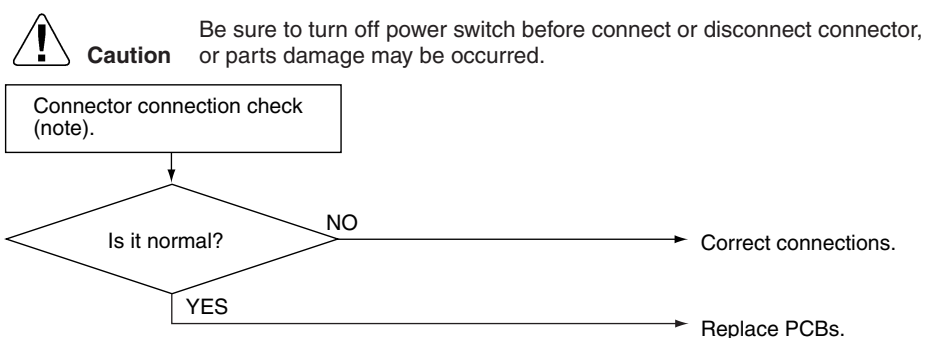 Be sure to turn off power switch before connect or disconnect connector,
Caution or parts damage may be occurred.
Connector connection check
(note).
NO
Is it normal?
Correct connections.
YES
Replace PCBs.